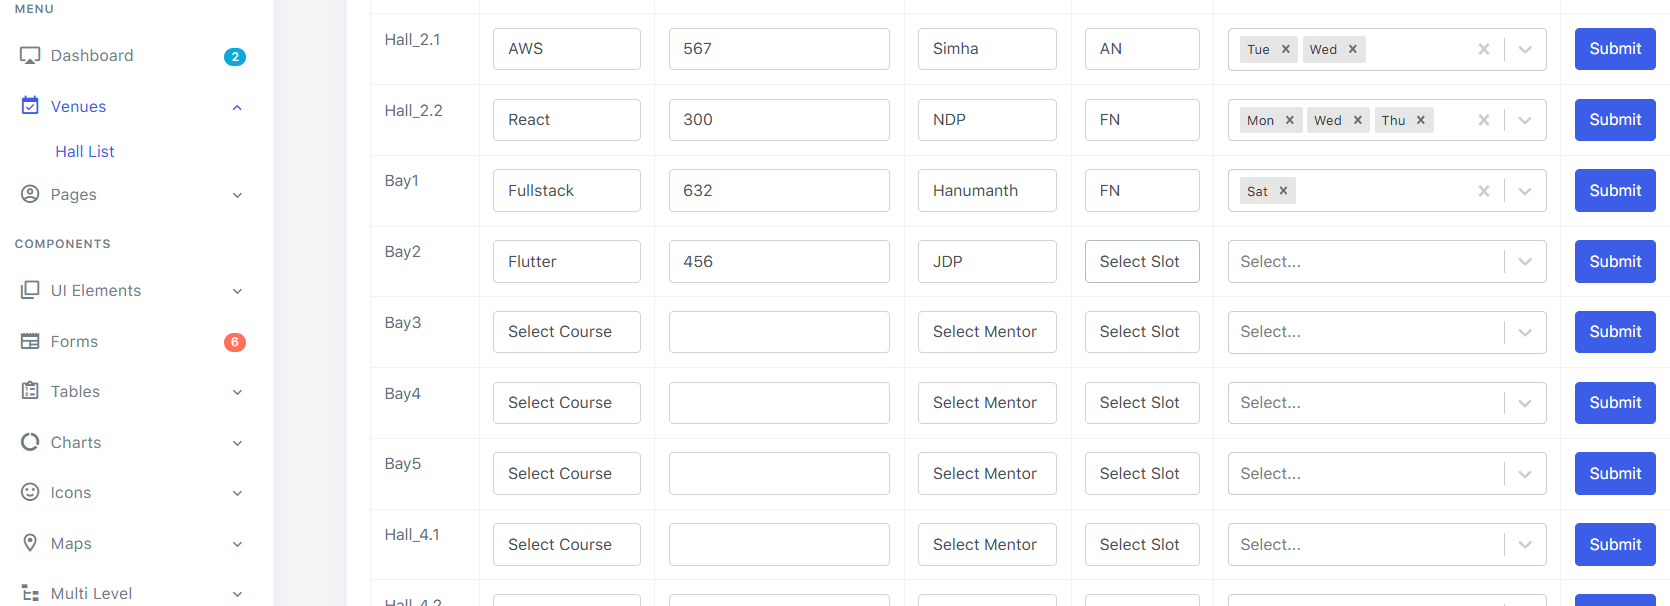 MENU
Dashboard 2
Venues
Hall List
Pages
COMPONENTS
UI Elements
Forms 6
Tables
Charts
Icons
Maps
Multi Level
Hall_2.1 AWS 567 Simha AN Tue Wed Submit
Hall_2.2 React 300 NDP FN Mon Wed Thu Submit
Bay1 Fullstack 632 Hanumanth FN Sat Submit
Bay2 Flutter 456 JDP Select Slot Select... Submit
Bay3 Select Course Select Mentor Select Slot Select... Submit
Bay4 Select Course Select Mentor Select Slot Select... Submit
Bay5 Select Course Select Mentor Select Slot Select... Submit
Hall_4.1 Select Course Select Mentor Select Slot Select... Submit
Hall_4.2